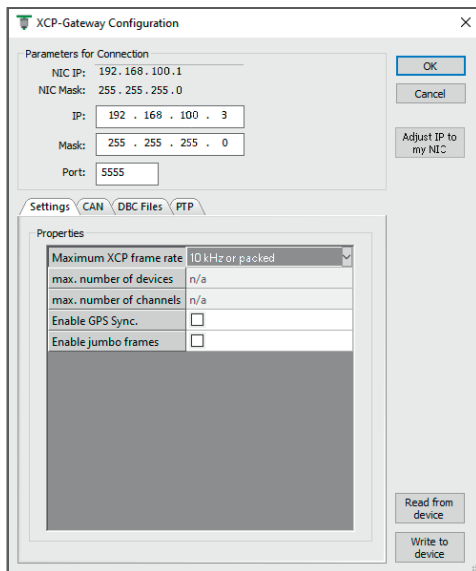 XCP-Gateway Configuration
Parameters for Connection
NIC IP: 192.168.100.1
NIC Mask: 255.255.255.0
IP: 192 . 168 . 100 . 3
Mask: 255 . 255 . 255 . 0
Port: 5555
OK
Cancel
Adjust IP to
my NIC
Settings CAN DBC Files PTP
Properties
Maximum XCP frame rate 10 kHz or packed
max. number of devices n/a
max. number of channels n/a
Enable GPS Sync.
Enable jumbo frames
Read from
device
Write to
device